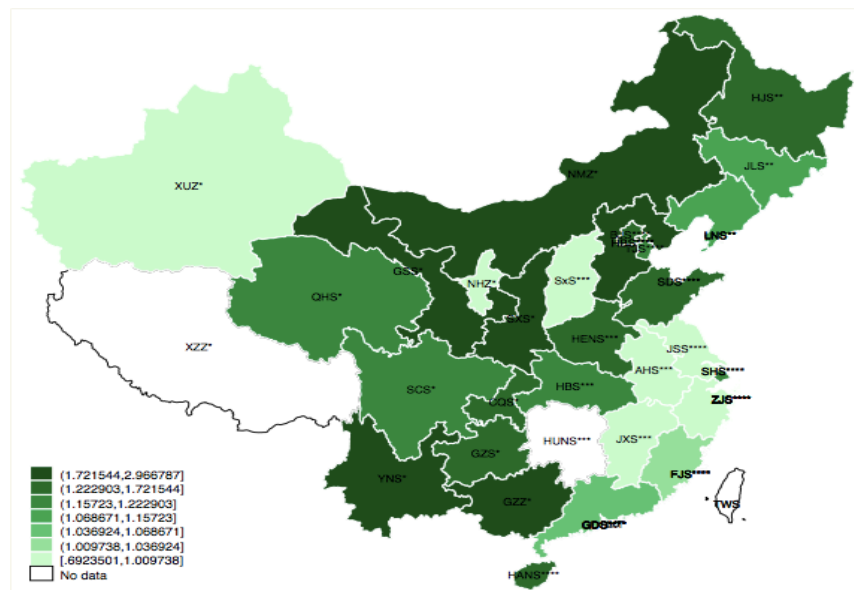 HJS**
JLS**
NMZ*
XUZ*
LNS**
GSS*
NHZ*
SxS***
SDS****
QHS*
SXS*
HENS***
XZZ*
JSS****
AHS***
SHS****
SCS*
CQS*
HBS***
ZJS****
HUNS***
JXS***
GZS*
FJS****
YNS*
GZZ*
TWS
GDS****
HANS****
(1.721544,2.966787]
(1.222903,1.721544]
(1.15723,1.222903]
(1.068671,1.15723]
(1.036924,1.068671]
(1.009738,1.036924]
[.6923501,1.009738]
No data